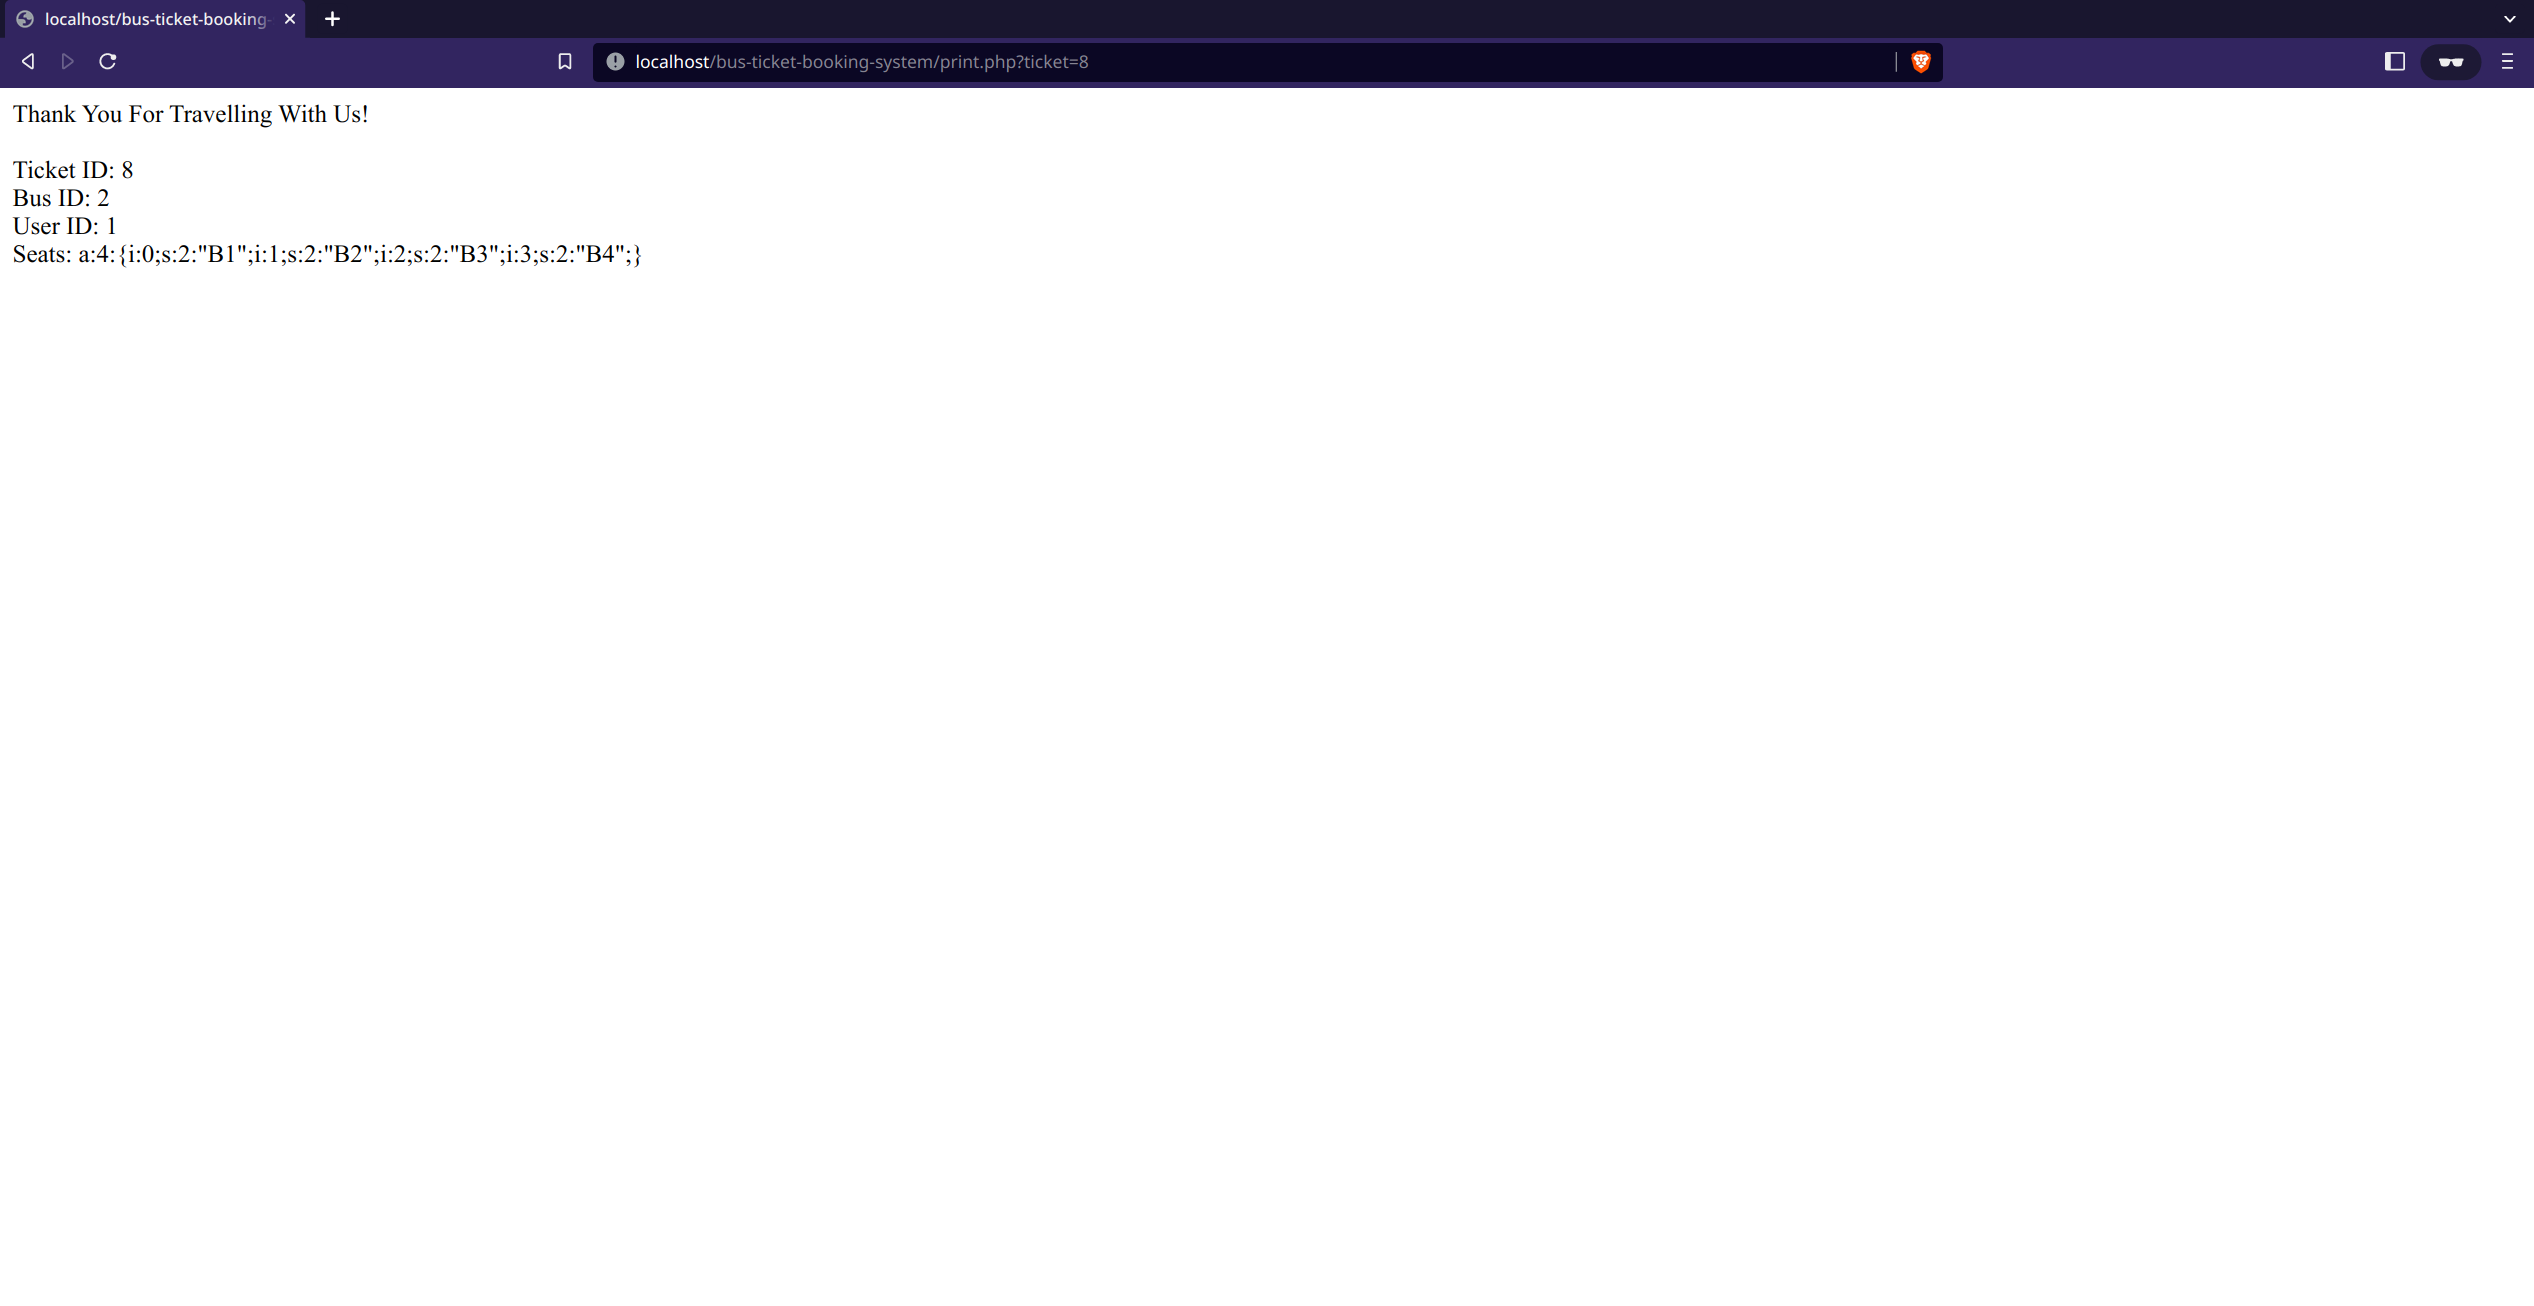 localhost/bus-ticket-booking-
localhost/bus-ticket-booking-system/print.php?ticket=8
Thank You For Travelling With Us!
Ticket ID: 8
Bus ID: 2
User ID: 1
Seats: a:4:{i:0;s:2:"B1";i:1;s:2:"B2";i:2;s:2:"B3";i:3;s:2:"B4";}